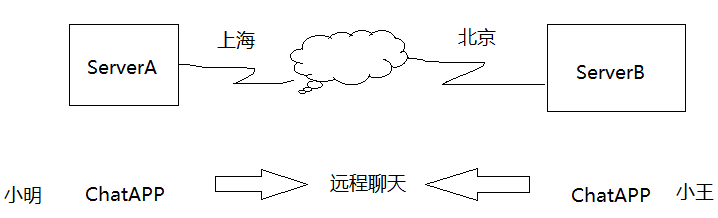 上海
北京
ServerA
ServerB
小明 ChatAPP 远程聊天 ChatAPP 小王